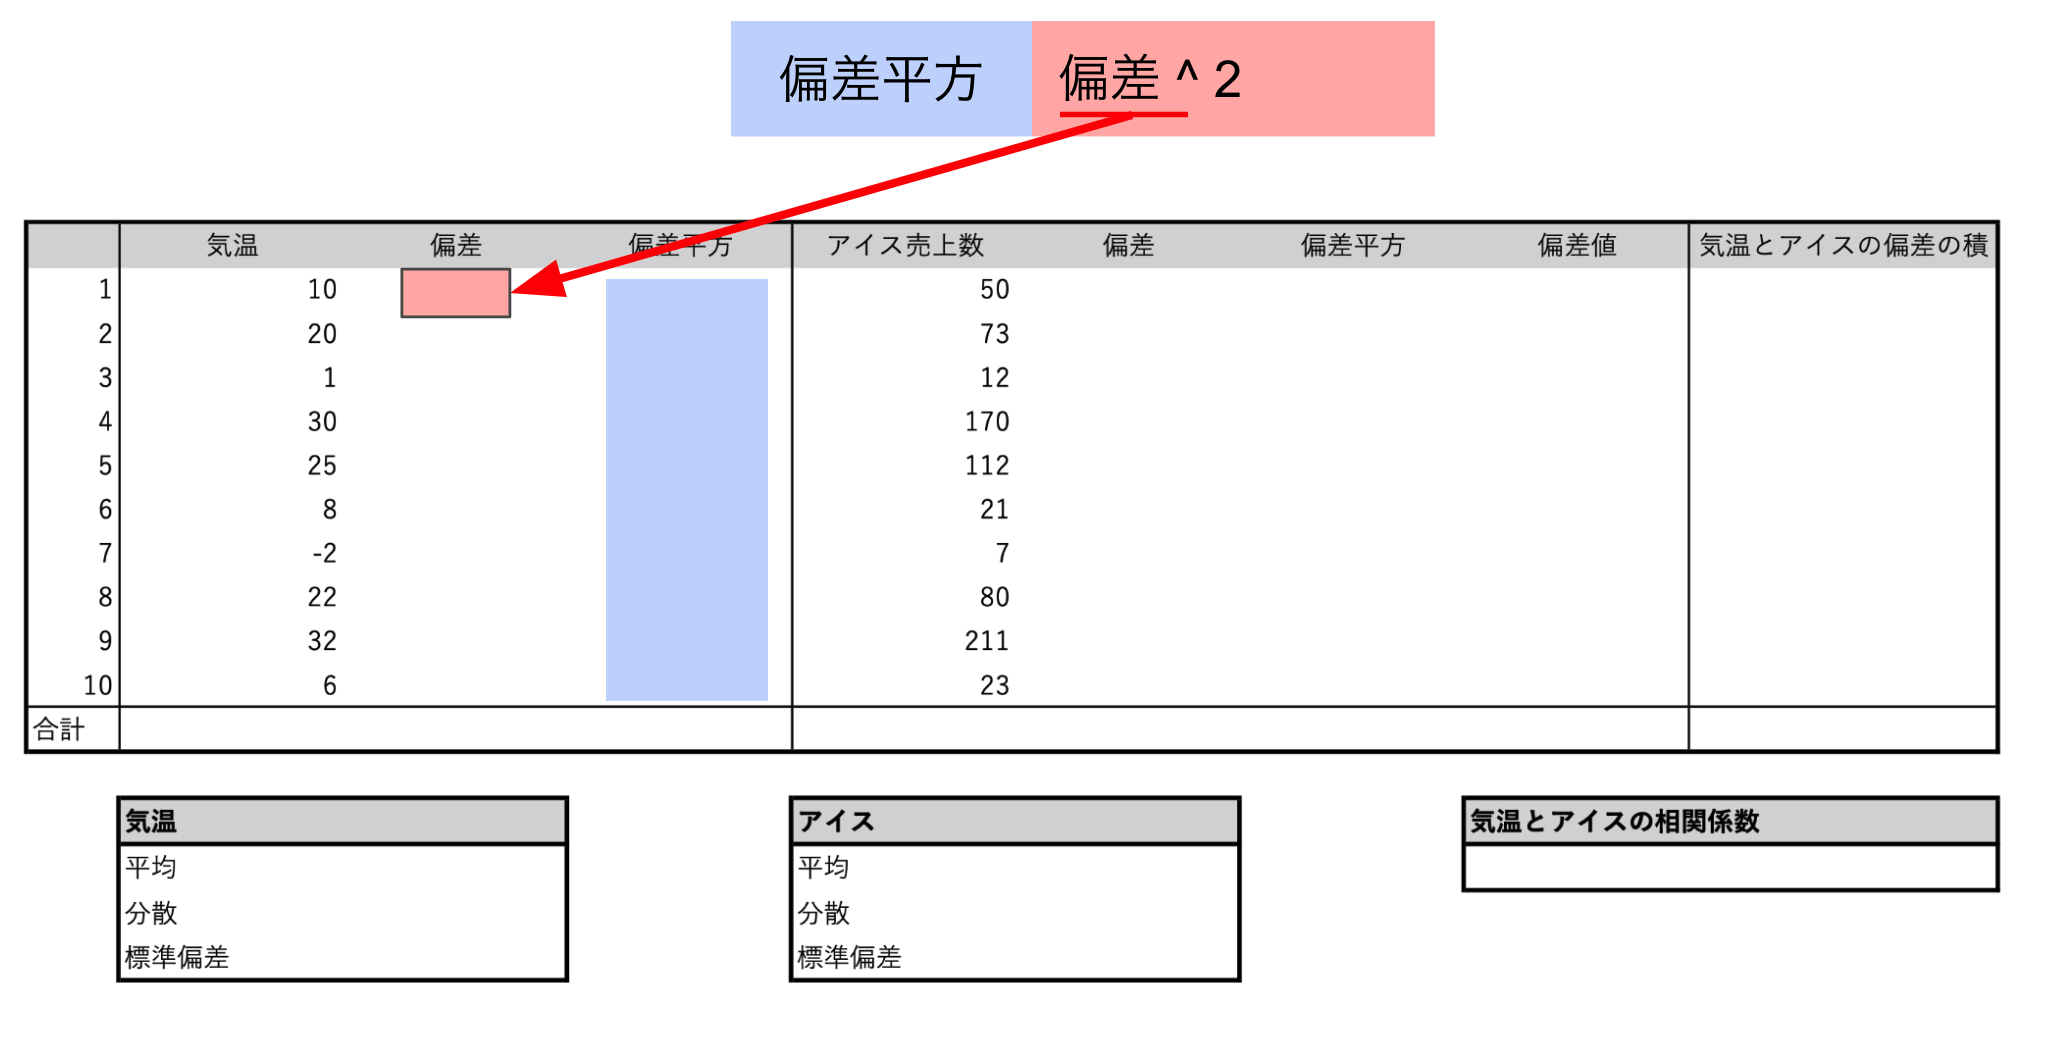 偏差平方 偏差 ^ 2
気温 偏差 偏差平方 アイス売上数 偏差 偏差平方 偏差値 気温とアイスの偏差の積
1 10 50
2 20 73
3 1 12
4 30 170
5 25 112
6 8 21
7 -2 7
8 22 80
9 32 211
10 6 23
合計
気温 アイス 気温とアイスの相関係数
平均 平均
分散 分散
標準偏差 標準偏差